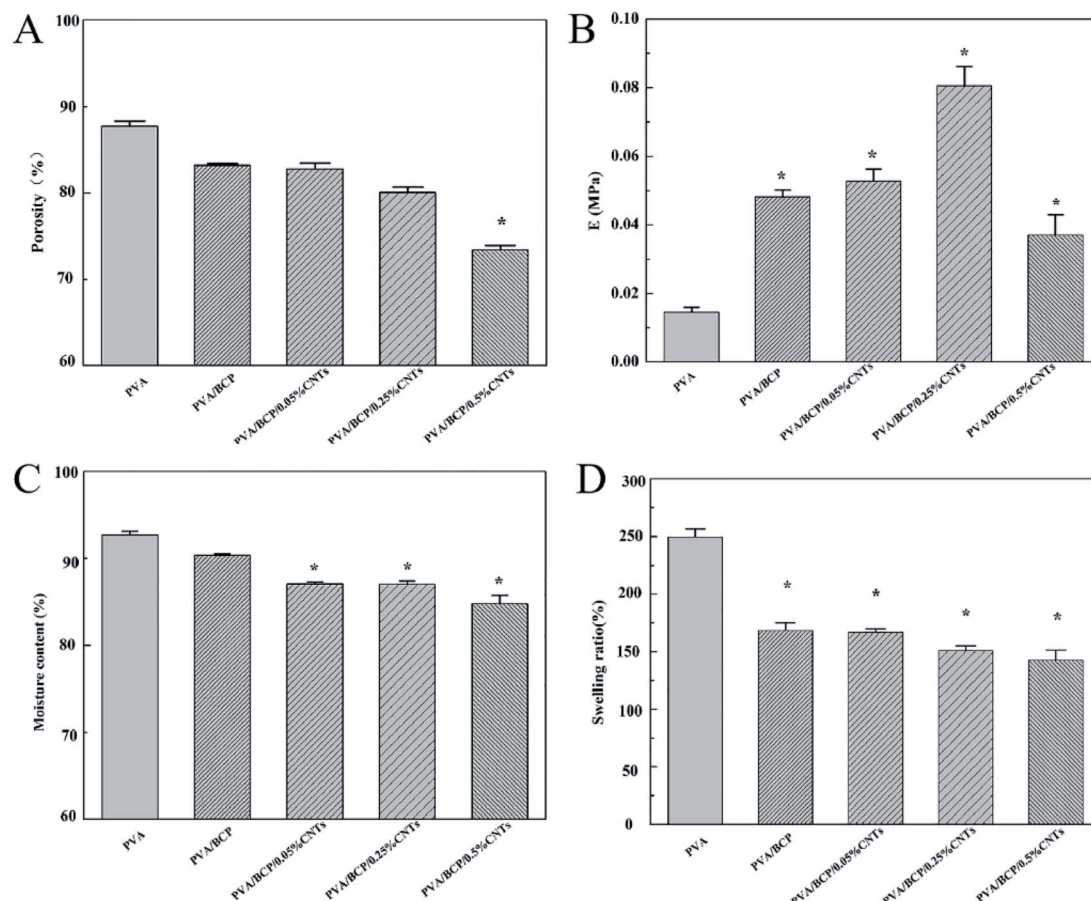 A
100
90
80
70
60
Porosity (%)
*
PVA
PVA/BCP
PVA/BCP/0.05%CNTs
PVA/BCP/0.25%CNTs
PVA/BCP/0.5%CNTs
B
0.10
0.08
0.06
0.04
0.02
0.00
E (MPa)
*
*
*
*
PVA
PVA/BCP
PVA/BCP/0.05%CNTs
PVA/BCP/0.25%CNTs
PVA/BCP/0.5%CNTs
C
100
90
80
70
60
Moisture content (%)
*
*
*
PVA
PVA/BCP
PVA/BCP/0.05%CNTs
PVA/BCP/0.25%CNTs
PVA/BCP/0.5%CNTs
D
300
250
200
150
100
50
0
Swelling ratio(%)
*
*
*
*
PVA
PVA/BCP
PVA/BCP/0.05%CNTs
PVA/BCP/0.25%CNTs
PVA/BCP/0.5%CNTs